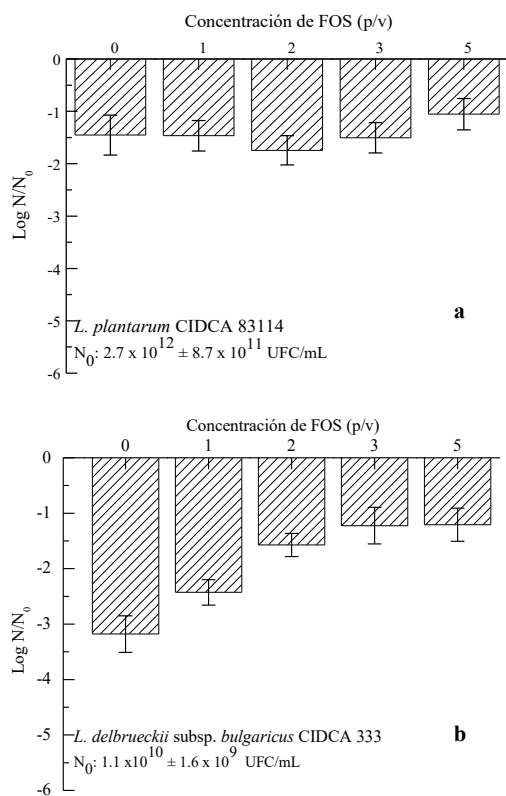 Concentración de FOS (p/v)
0 1 2 3 5
0
-1
-2
-3
-4
-5
-6
Log N/N0
L. plantarum CIDCA 83114
N0: 2.7 x 10^12 ± 8.7 x 10^11 UFC/mL
a
Concentración de FOS (p/v)
0 1 2 3 5
0
-1
-2
-3
-4
-5
-6
Log N/N0
L. delbrueckii subsp. bulgaricus CIDCA 333
N0: 1.1 x10^10 ± 1.6 x 10^9 UFC/mL
b